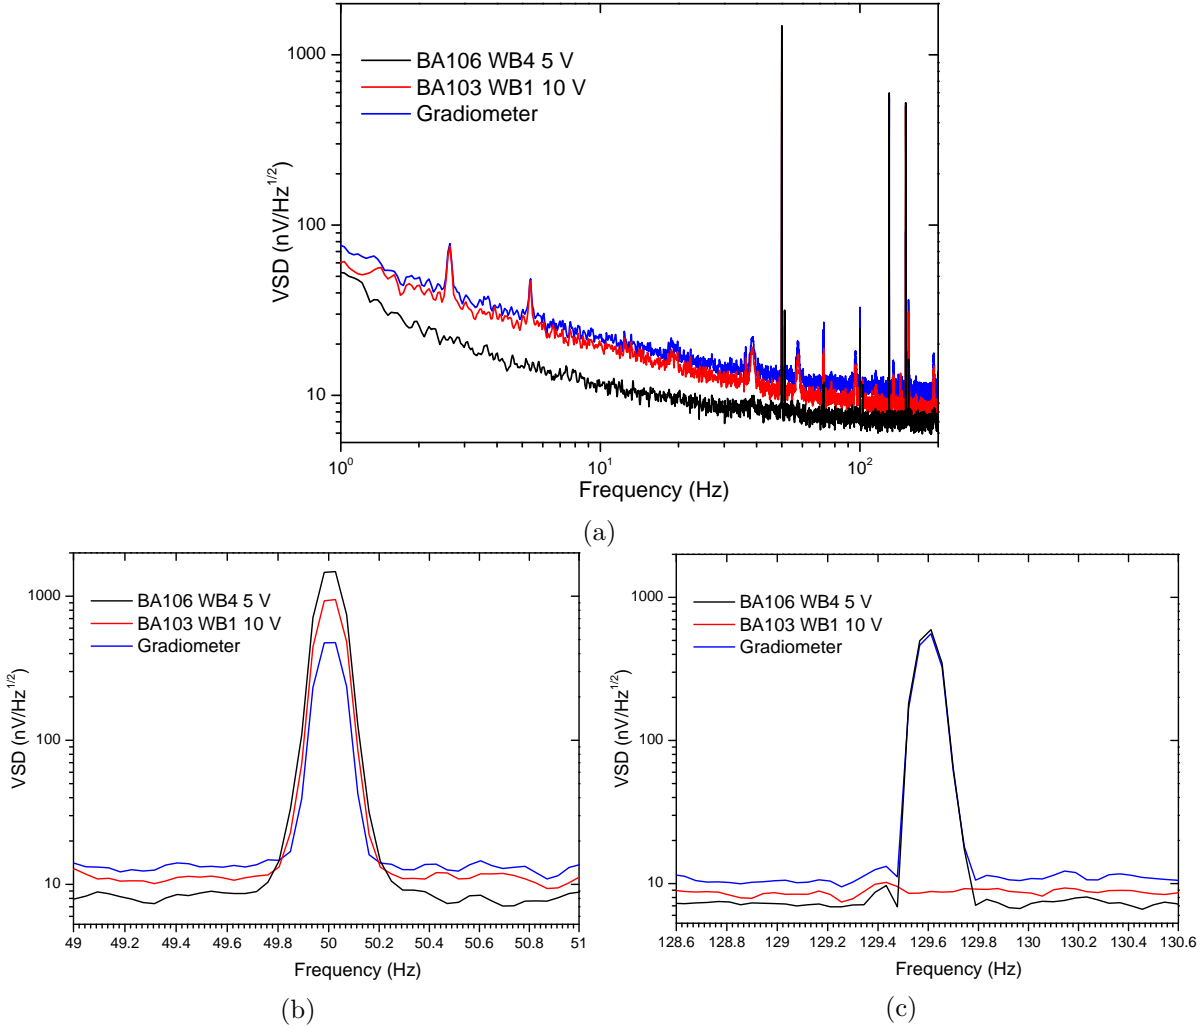 BA106 WB4 5 V
BA103 WB1 10 V
Gradiometer
VSD (nV/Hz^1/2)
1000
100
10
10^0 10^1 10^2
Frequency (Hz)
(a)
BA106 WB4 5 V
BA103 WB1 10 V
Gradiometer
VSD (nV/Hz^1/2)
1000
100
10
49 49.2 49.4 49.6 49.8 50 50.2 50.4 50.6 50.8 51
Frequency (Hz)
(b)
BA106 WB4 5 V
BA103 WB1 10 V
Gradiometer
VSD (nV/Hz^1/2)
1000
100
10
128.6 128.8 129 129.2 129.4 129.6 129.8 130 130.2 130.4 130.6
Frequency (Hz)
(c)